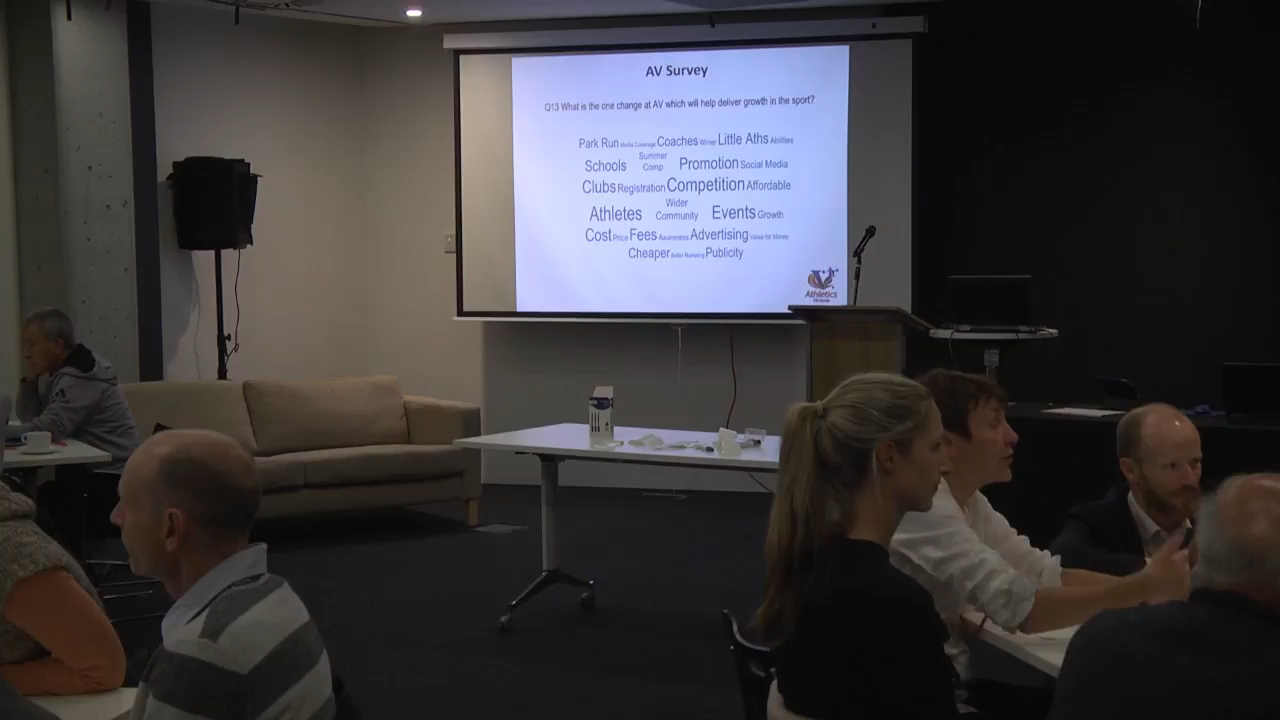 AV Survey
Q13 What is the one change at AV which will help deliver growth in the sport?
Park Run Media Coverage Coaches Winter Little Aths Abilities
Schools Summer Comp Promotion Social Media
Clubs Registration Competition Affordable
Athletes Wider Community Events Growth
Cost Price Fees Awareness Advertising Value for Money
Cheaper Better Marketing Publicity
Athletics